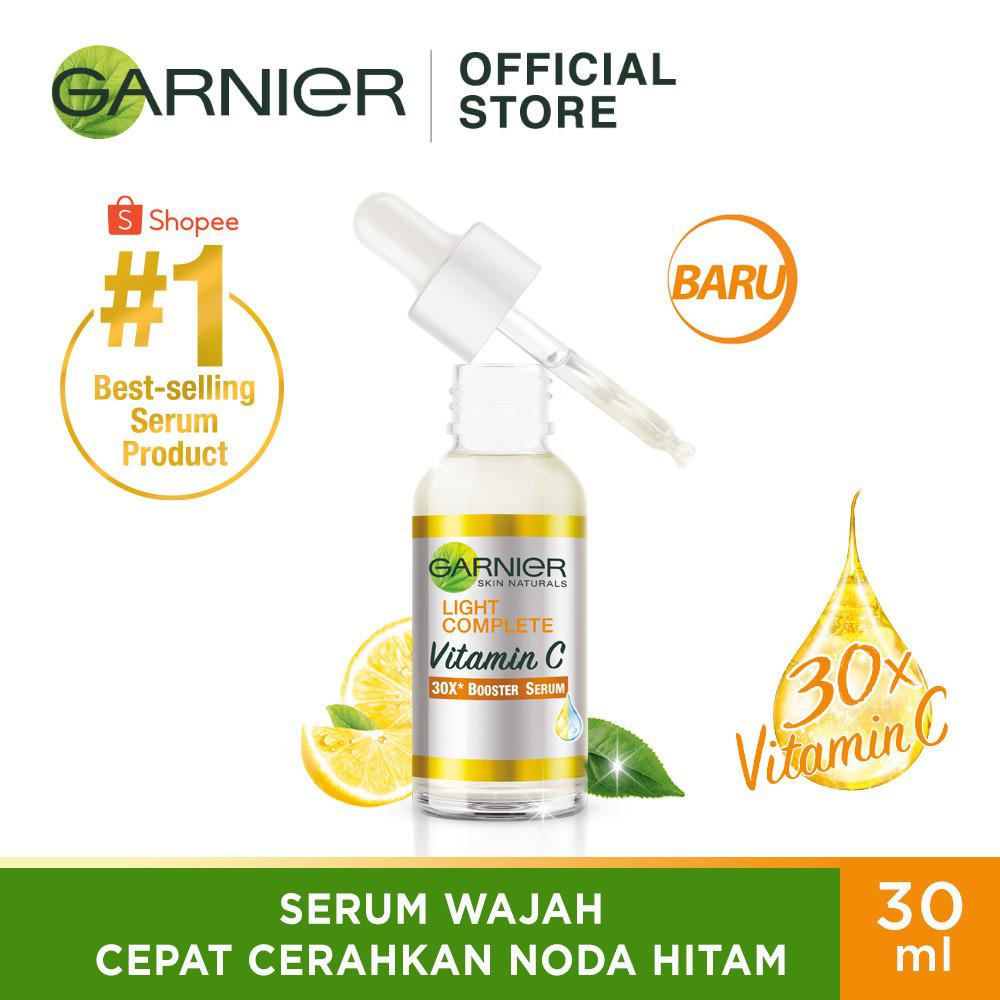 GARNIER
OFFICIAL
STORE
Shopee
#1
Best-selling
Serum
Product
BARU
GARNIER
SKIN NATURALS
LIGHT
COMPLETE
Vitamin C
30X* BOOSTER SERUM
30x
Vitamin C
SERUM WAJAH
CEPAT CERAHKAN NODA HITAM
30
ml